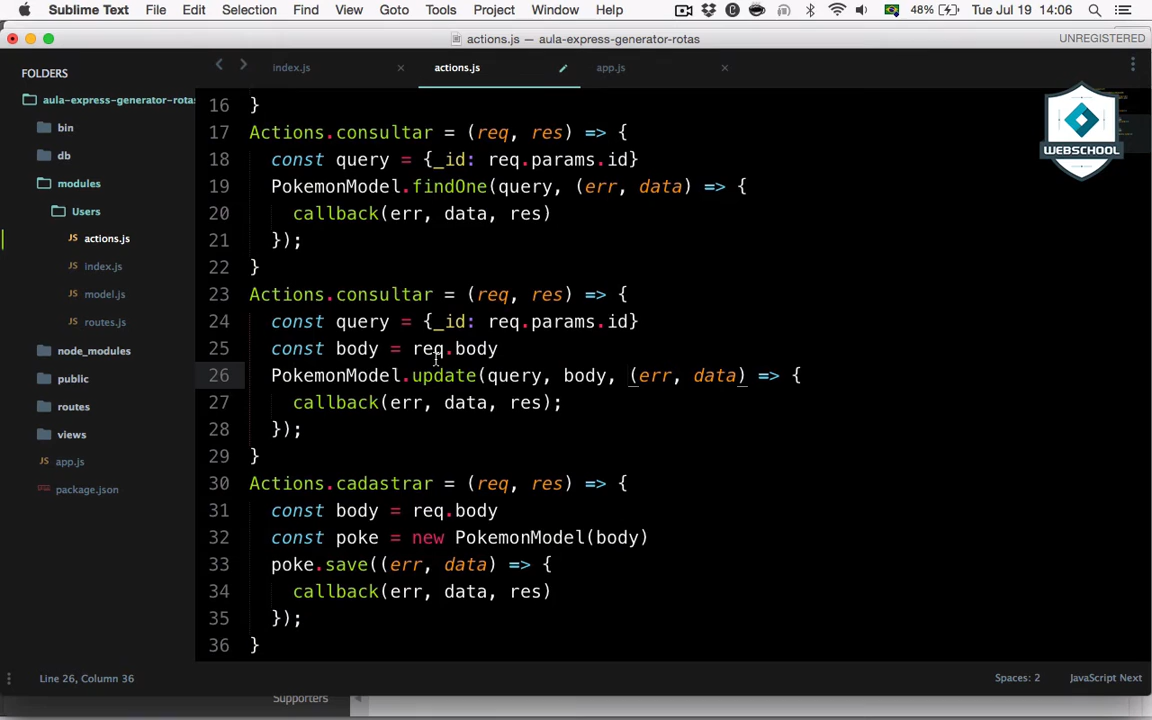 Sublime Text File Edit Selection Find View Goto Tools Project Window Help 48% Tue Jul 19 14:06
actions.js — aula-express-generator-rotas UNREGISTERED
FOLDERS
aula-express-generator-rotas
bin
db
modules
Users
JS actions.js
JS index.js
JS model.js
JS routes.js
node_modules
public
routes
views
JS app.js
package.json
index.js actions.js app.js
WEBSCHOOL
16 }
17 Actions.consultar = (req, res) => {
18 const query = {_id: req.params.id}
19 PokemonModel.findOne(query, (err, data) => {
20 callback(err, data, res)
21 });
22 }
23 Actions.consultar = (req, res) => {
24 const query = {_id: req.params.id}
25 const body = req.body
26 PokemonModel.update(query, body, (err, data) => {
27 callback(err, data, res);
28 });
29 }
30 Actions.cadastrar = (req, res) => {
31 const body = req.body
32 const poke = new PokemonModel(body)
33 poke.save((err, data) => {
34 callback(err, data, res)
35 });
36 }
Line 26, Column 36 Spaces: 2 JavaScript Next
Supporters